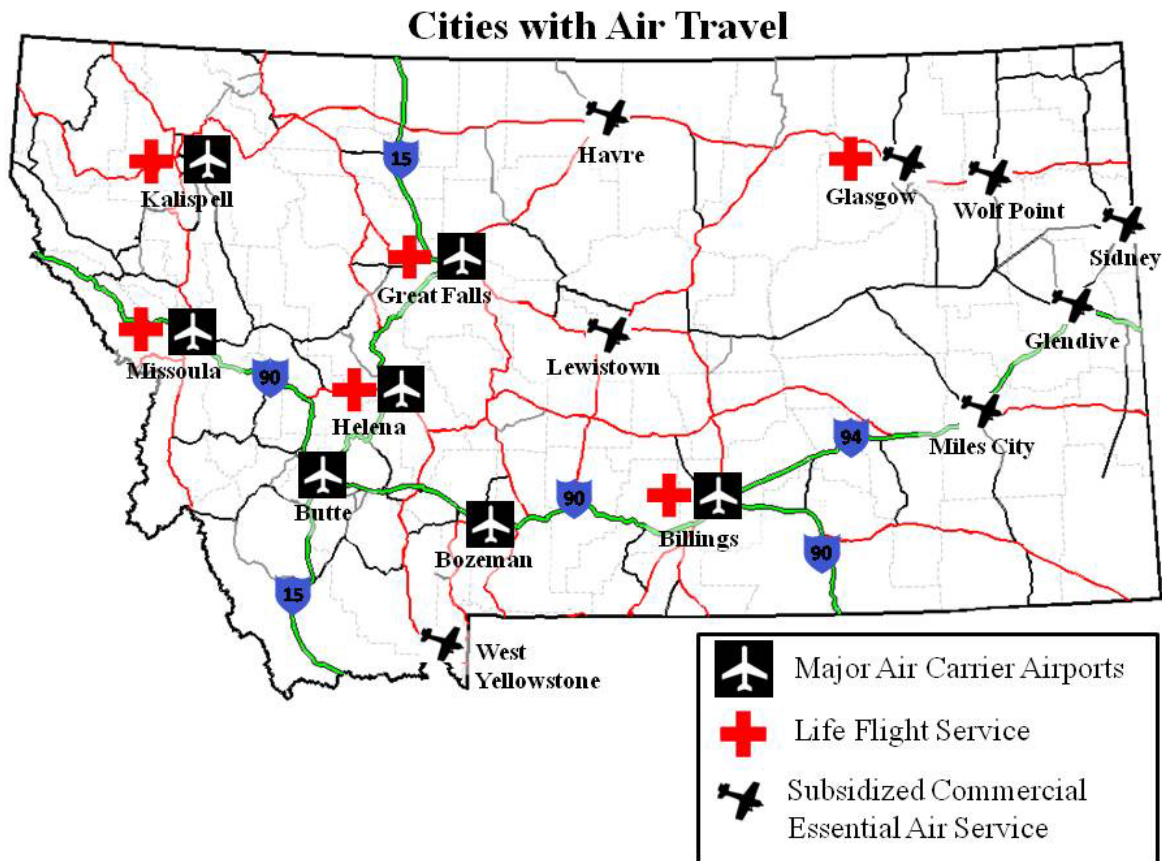 Cities with Air Travel
15
Havre
Kalispell
Glasgow
Wolf Point
Sidney
Great Falls
Glendive
Missoula
Lewistown
90
Helena
Miles City
94
Butte
90
Billings
Bozeman
90
15
West
Yellowstone
Major Air Carrier Airports
Life Flight Service
Subsidized Commercial
Essential Air Service